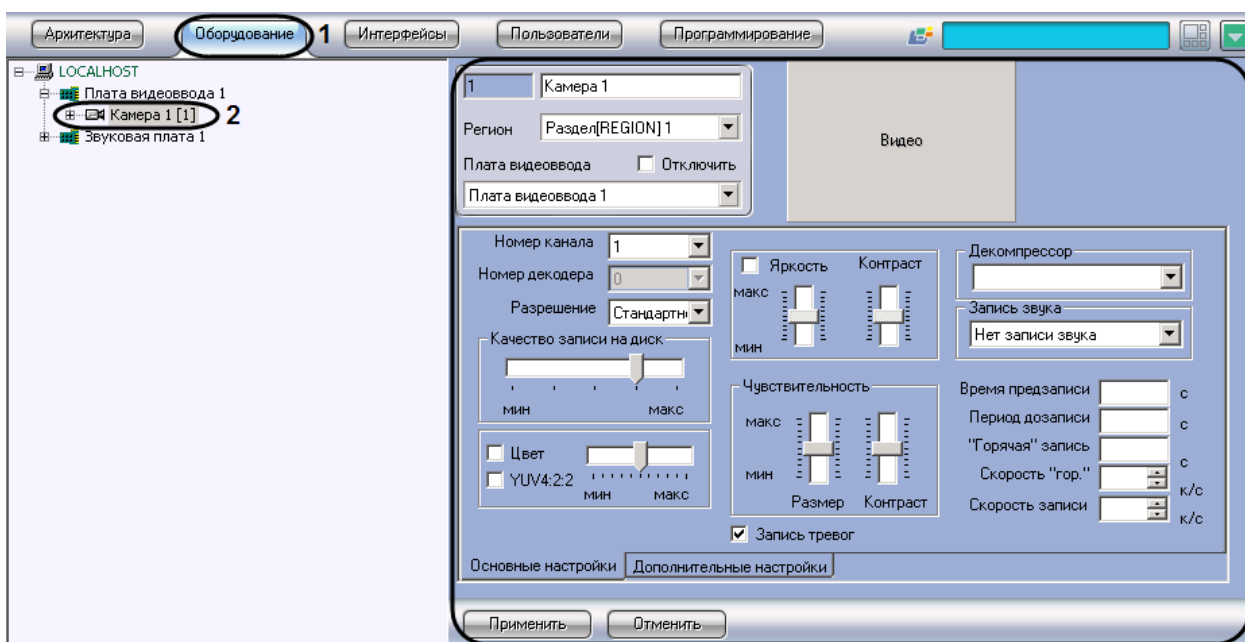 Архитектура
Оборудование
1
Интерфейсы
Пользователи
Программирование
LOCALHOST
Плата видеоввода 1
Камера 1 [1]
2
Звуковая плата 1
1
Камера 1
Регион
Раздел[REGION] 1
Плата видеоввода
Отключить
Плата видеоввода 1
Видео
Номер канала
1
Номер декодера
0
Разрешение
Стандартн
Качество записи на диск
мин
макс
Цвет
YUV4:2:2
мин
макс
Яркость
Контраст
макс
мин
Чувствительность
макс
мин
Размер
Контраст
Запись тревог
Декомпрессор
Запись звука
Нет записи звука
Время предзаписи
с
Период дозаписи
с
"Горячая" запись
с
Скорость "гор."
к/с
Скорость записи
к/с
Основные настройки
Дополнительные настройки
Применить
Отменить